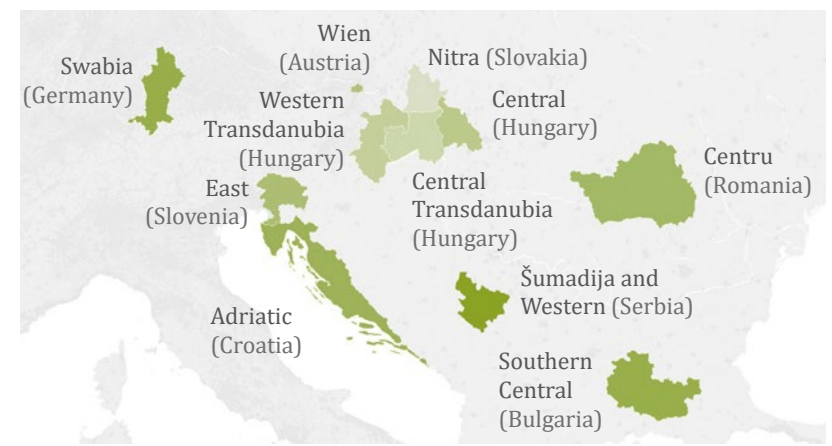 Wien
(Austria)
Nitra (Slovakia)
Swabia
(Germany)
Western
Transdanubia
(Hungary)
Central
(Hungary)
Centru
(Romania)
East
(Slovenia)
Central
Transdanubia
(Hungary)
Šumadija and
Western (Serbia)
Adriatic
(Croatia)
Southern
Central
(Bulgaria)